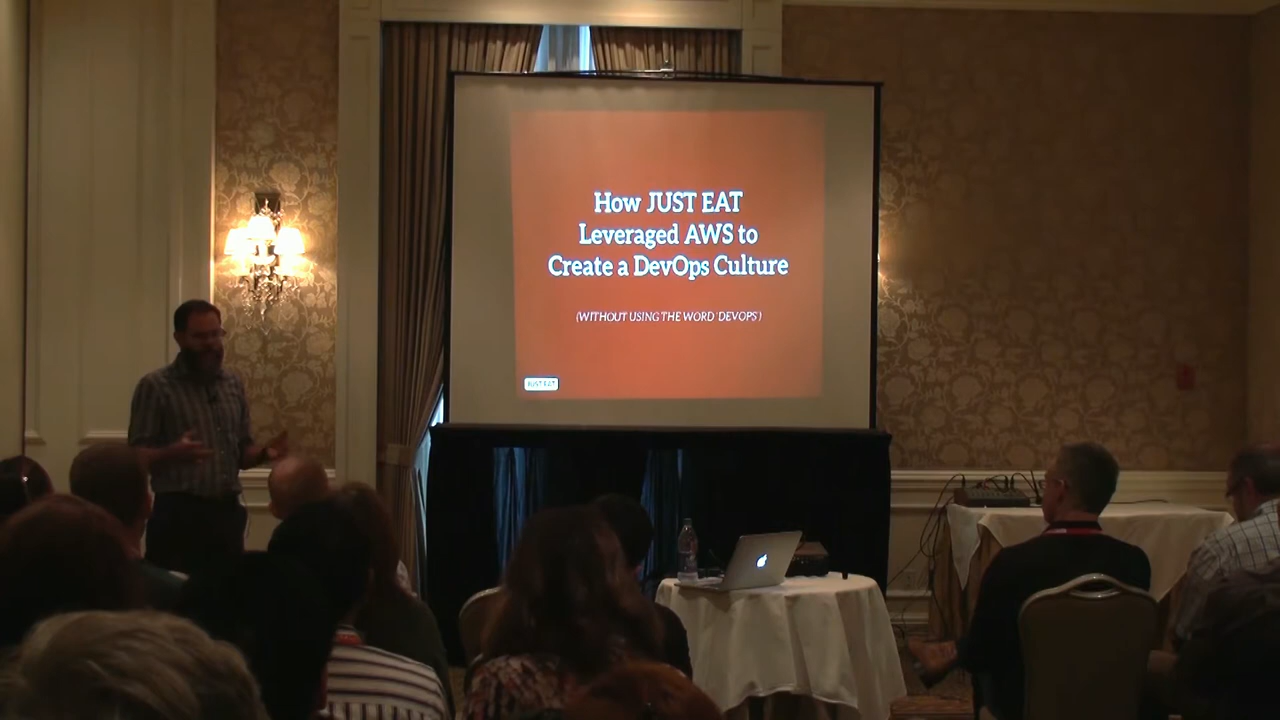 How JUST EAT
Leveraged AWS to
Create a DevOps Culture
(WITHOUT USING THE WORD 'DEVOPS')
JUST EAT